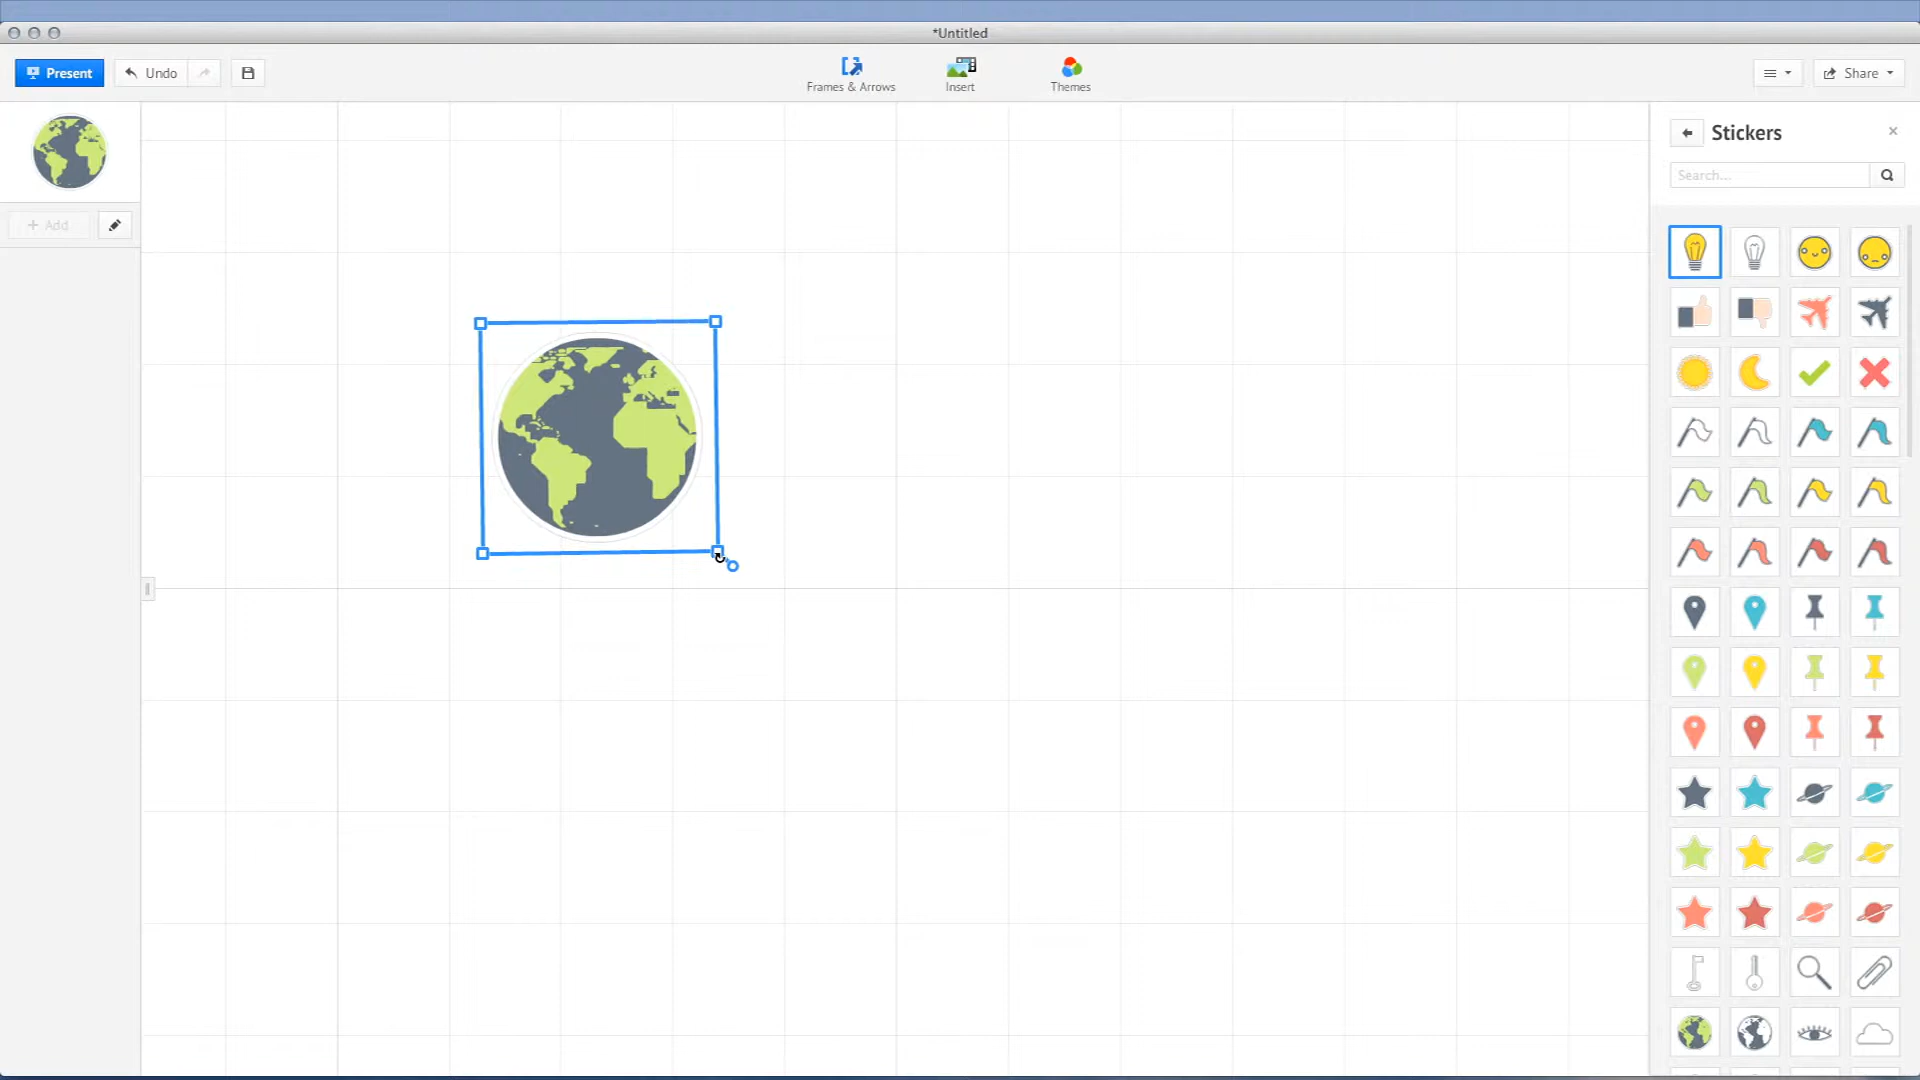 *Untitled
Present
Undo
Frames & Arrows
Insert
Themes
Share
Stickers
Search...
+ Add